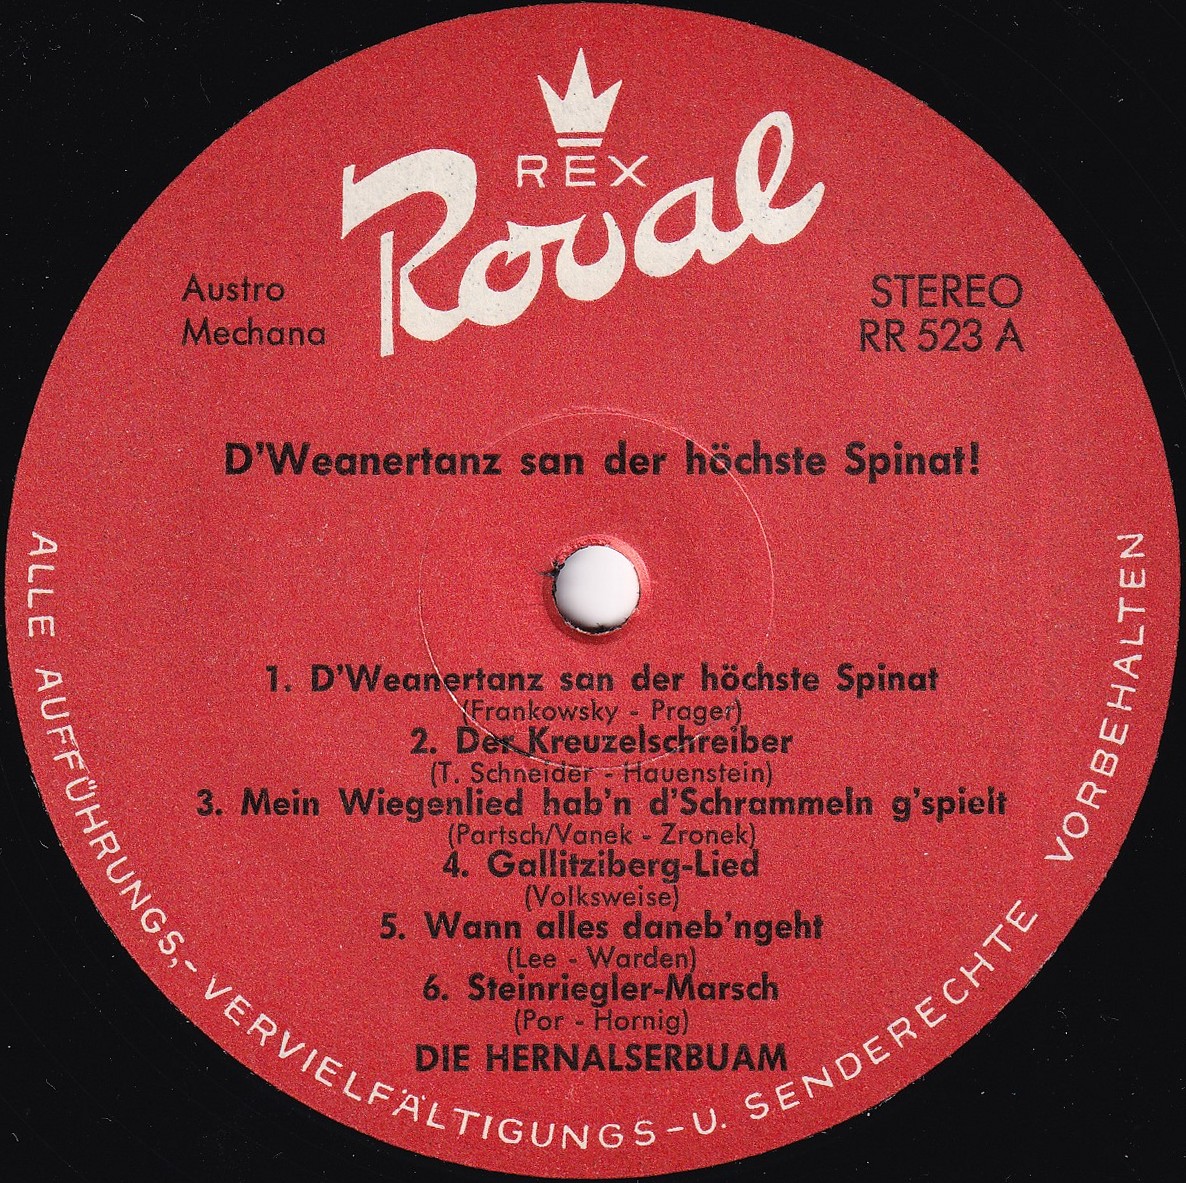 REX
Royal
Austro
Mechana
STEREO
RR 523 A
D'Weanertanz san der höchste Spinat!
1. D'Weanertanz san der höchste Spinat
(Frankowsky - Prager)
2. Der Kreuzelschreiber
(T. Schneider - Hauenstein)
3. Mein Wiegenlied hab'n d'Schrammeln g'spielt
(Partsch/Vanek - Zronek)
4. Gallitziberg-Lied
(Volksweise)
5. Wann alles daneb'ngeht
(Lee - Warden)
6. Steinriegler-Marsch
(Por - Hornig)
DIE HERNALSERBUAM
ALLE AUFFÜHRUNGS,- VERVIELFÄLTIGUNGS-U. SENDERECHTE VORBEHALTEN